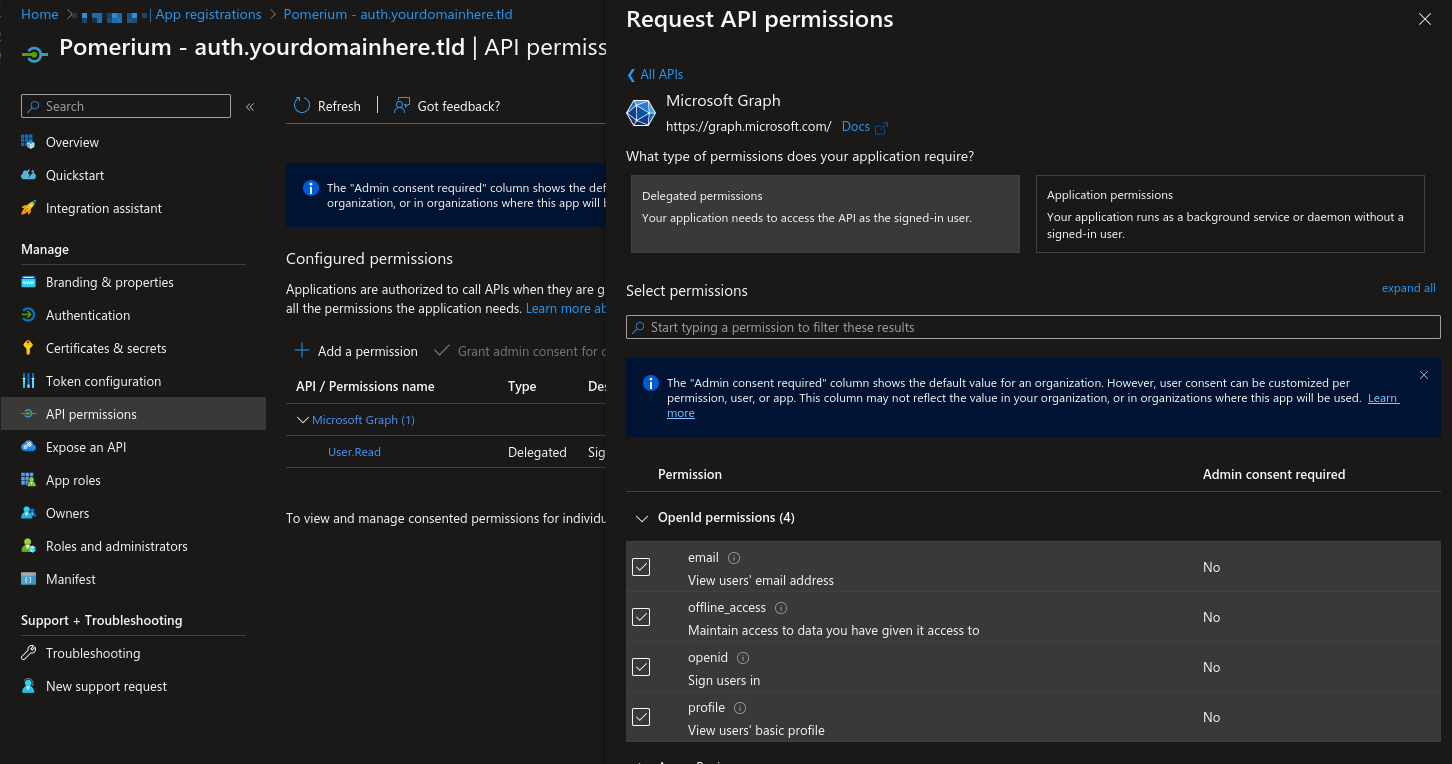 Home > | App registrations > Pomerium - auth.yourdomainhere.tld
Pomerium - auth.yourdomainhere.tld | API permiss
Search
«
Overview
Quickstart
Integration assistant
Manage
Branding & properties
Authentication
Certificates & secrets
Token configuration
API permissions
Expose an API
App roles
Owners
Roles and administrators
Manifest
Support + Troubleshooting
Troubleshooting
New support request
Refresh
Got feedback?
The "Admin consent required" column shows the def
organization, or in organizations where this app will b
Configured permissions
Applications are authorized to call APIs when they are g
all the permissions the application needs. Learn more ab
Add a permission
Grant admin consent for
API / Permissions name Type Des
Microsoft Graph (1)
User.Read Delegated Sig
To view and manage consented permissions for individu
Request API permissions
All APIs
Microsoft Graph
https://graph.microsoft.com/ Docs
What type of permissions does your application require?
Delegated permissions
Your application needs to access the API as the signed-in user.
Application permissions
Your application runs as a background service or daemon without a
signed-in user.
Select permissions
expand all
Start typing a permission to filter these results
The "Admin consent required" column shows the default value for an organization. However, user consent can be customized per
permission, user, or app. This column may not reflect the value in your organization, or in organizations where this app will be used. Learn
more
Permission Admin consent required
OpenId permissions (4)
email
View users' email address
No
offline_access
Maintain access to data you have given it access to
No
openid
Sign users in
No
profile
View users' basic profile
No